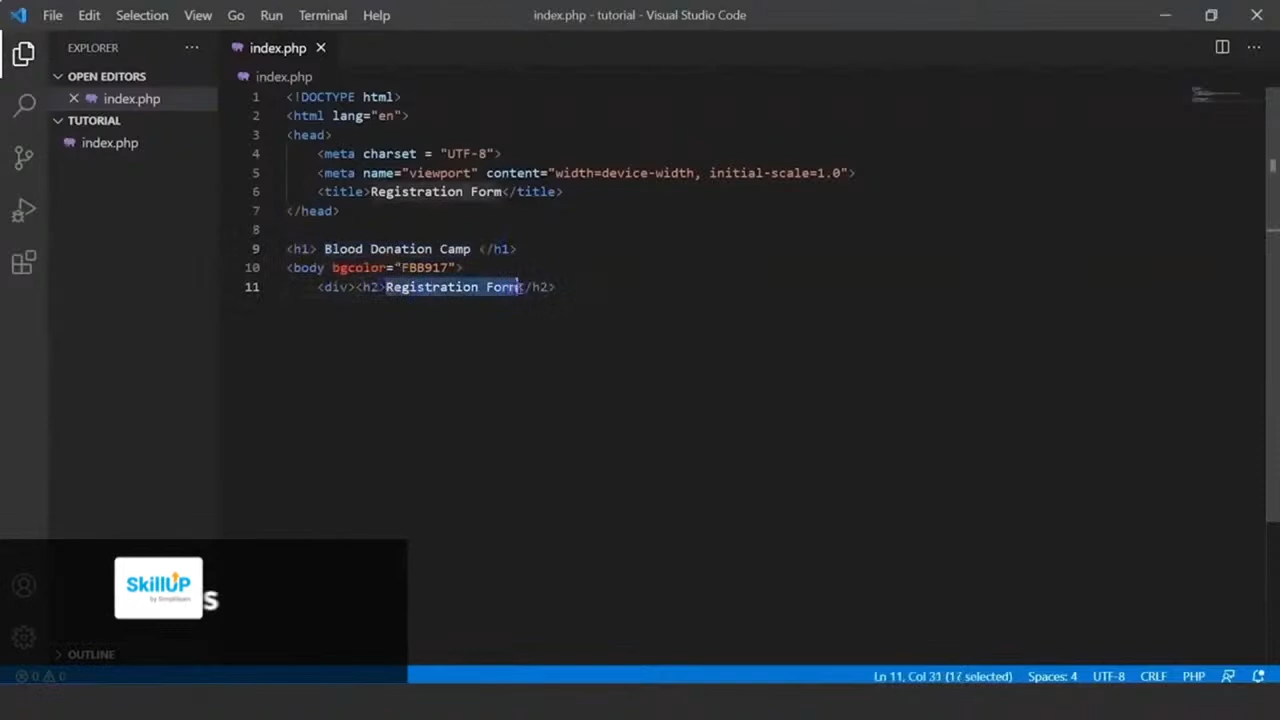 File Edit Selection View Go Run Terminal Help index.php - tutorial - Visual Studio Code
EXPLORER
OPEN EDITORS
index.php
TUTORIAL
index.php
index.php
index.php
1 <!DOCTYPE html>
2 <html lang="en">
3 <head>
4 <meta charset = "UTF-8">
5 <meta name="viewport" content="width=device-width, initial-scale=1.0">
6 <title>Registration Form</title>
7 </head>
8
9 <h1> Blood Donation Camp </h1>
10 <body bgcolor="FBB917">
11 <div><h2>Registration Form</h2>
SkillUP
by Simplilearn
s
OUTLINE
0 0 Ln 11, Col 31 (17 selected) Spaces: 4 UTF-8 CRLF PHP